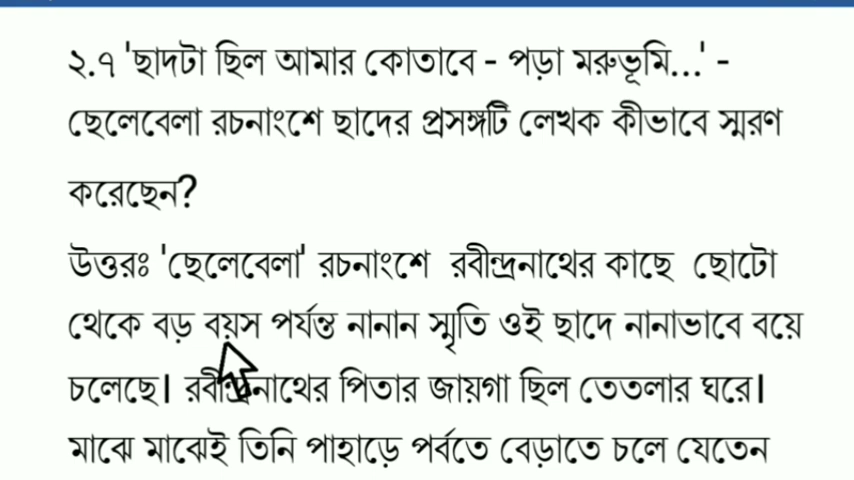 ২.৭ 'ছাদটা ছিল আমার কেতাবে - পড়া মরুভূমি...' -
ছেলেবেলা রচনাংশে ছাদের প্রসঙ্গটি লেখক কীভাবে স্মরণ
করেছেন?
উত্তরঃ 'ছেলেবেলা' রচনাংশে রবীন্দ্রনাথের কাছে ছোটো
থেকে বড় বয়স পর্যন্ত নানান স্মৃতি ওই ছাদে নানাভাবে বয়ে
চলেছে। রবীন্দ্রনাথের পিতার জায়গা ছিল তেতলার ঘরে।
মাঝে মাঝেই তিনি পাহাড়ে পর্বতে বেড়াতে চলে যেতেন